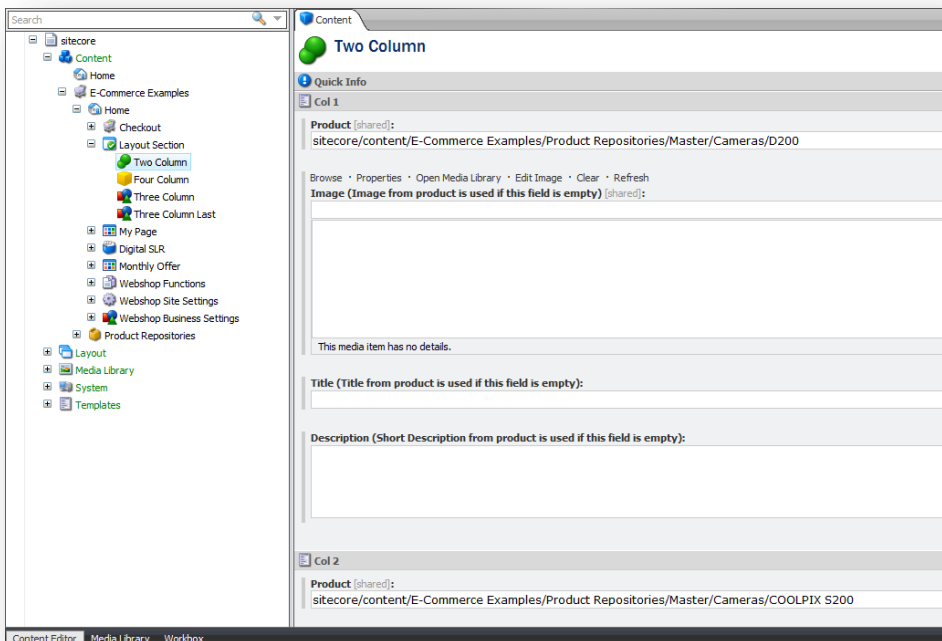 Search
sitecore
Content
Home
E-Commerce Examples
Home
Checkout
Layout Section
Two Column
Four Column
Three Column
Three Column Last
My Page
Digital SLR
Monthly Offer
Webshop Functions
Webshop Site Settings
Webshop Business Settings
Product Repositories
Layout
Media Library
System
Templates
Content
Two Column
Quick Info
Col 1
Product [shared]:
sitecore/content/E-Commerce Examples/Product Repositories/Master/Cameras/D200
Browse · Properties · Open Media Library · Edit Image · Clear · Refresh
Image (Image from product is used if this field is empty) [shared]:
This media item has no details.
Title (Title from product is used if this field is empty):
Description (Short Description from product is used if this field is empty):
Col 2
Product [shared]:
sitecore/content/E-Commerce Examples/Product Repositories/Master/Cameras/COOLPIX S200
Content Editor Media Library Workbox